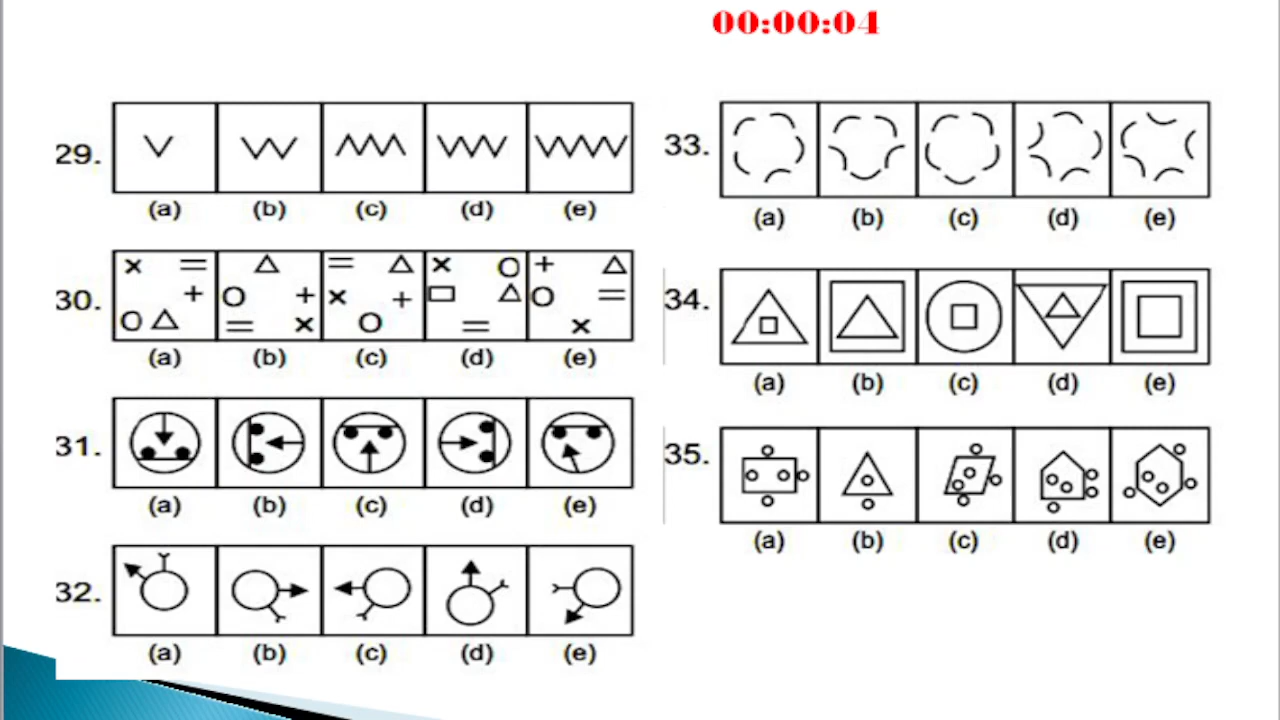 00:00:04
29.
(a) (b) (c) (d) (e)
30.
(a) (b) (c) (d) (e)
31.
(a) (b) (c) (d) (e)
32.
(a) (b) (c) (d) (e)
33.
(a) (b) (c) (d) (e)
34.
(a) (b) (c) (d) (e)
35.
(a) (b) (c) (d) (e)